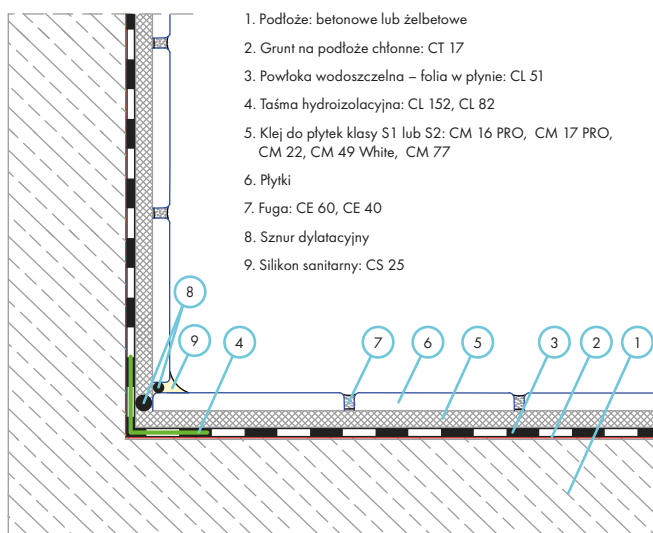 1. Podłoże: betonowe lub żelbetowe
2. Grunt na podłoże chłonne: CT 17
3. Powłoka wodoszczelna – folia w płynie: CL 51
4. Taśma hydroizolacyjna: CL 152, CL 82
5. Klej do płytek klasy S1 lub S2: CM 16 PRO, CM 17 PRO,
CM 22, CM 49 White, CM 77
6. Płytki
7. Fuga: CE 60, CE 40
8. Sznur dylatacyjny
9. Silikon sanitarny: CS 25
8
9
4
7
6
5
3
2
1